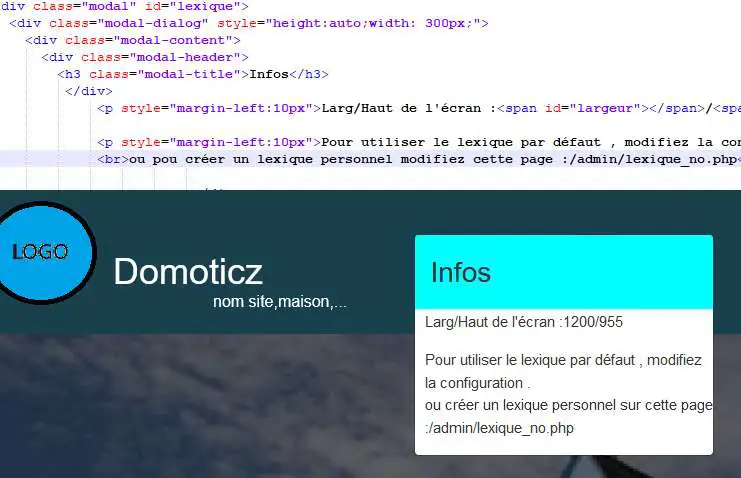 div class="modal" id="lexique">
<div class="modal-dialog" style="height:auto;width: 300px;">
<div class="modal-content">
<div class="modal-header">
<h3 class="modal-title">Infos</h3>
</div>
<p style="margin-left:10px">Larg/Haut de l'écran :<span id="largeur"></span>/<
<p style="margin-left:10px">Pour utiliser le lexique par défaut , modifiez la con
<br>ou pou créer un lexique personnel modifiez cette page :/admin/lexique_no.php<
LOGO
Domoticz
nom site,maison,...
Infos
Larg/Haut de l'écran :1200/955
Pour utiliser le lexique par défaut , modifiez
la configuration .
ou créer un lexique personnel sur cette page
:/admin/lexique_no.php